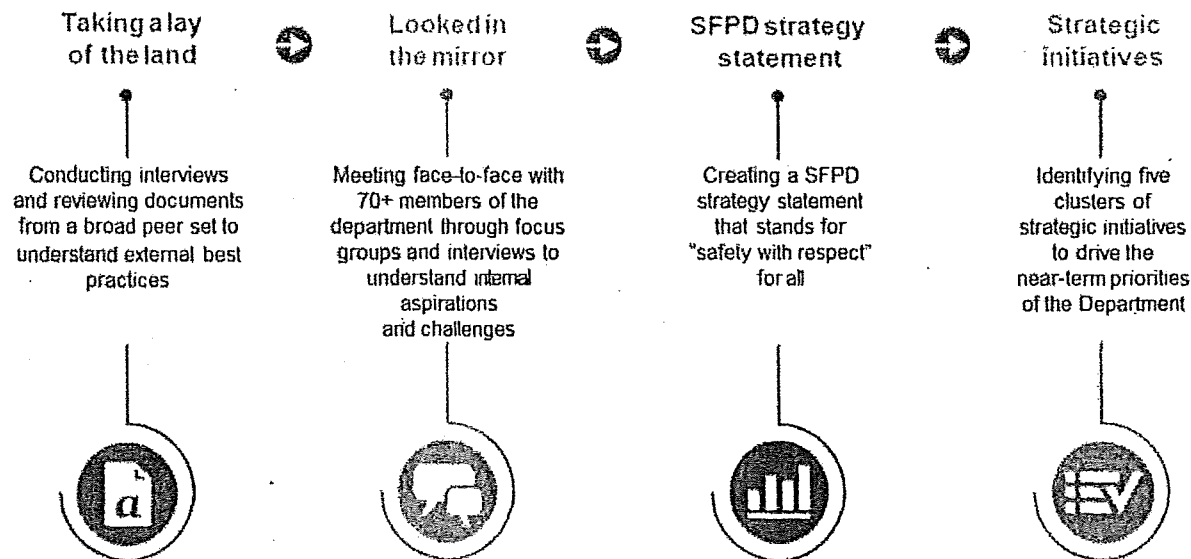 Taking a lay
of the land
Conducting interviews
and reviewing documents
from a broad peer set to
understand external best
practices
a
Looked in
the mirror
Meeting face-to-face with
70+ members of the
department through focus
groups and interviews to
understand internal
aspirations
and challenges
SFPD strategy
statement
Creating a SFPD
strategy statement
that stands for
"safety with respect"
for all
Strategic
initiatives
Identifying five
clusters of
strategic initiatives
to drive the
near-term priorities
of the Department